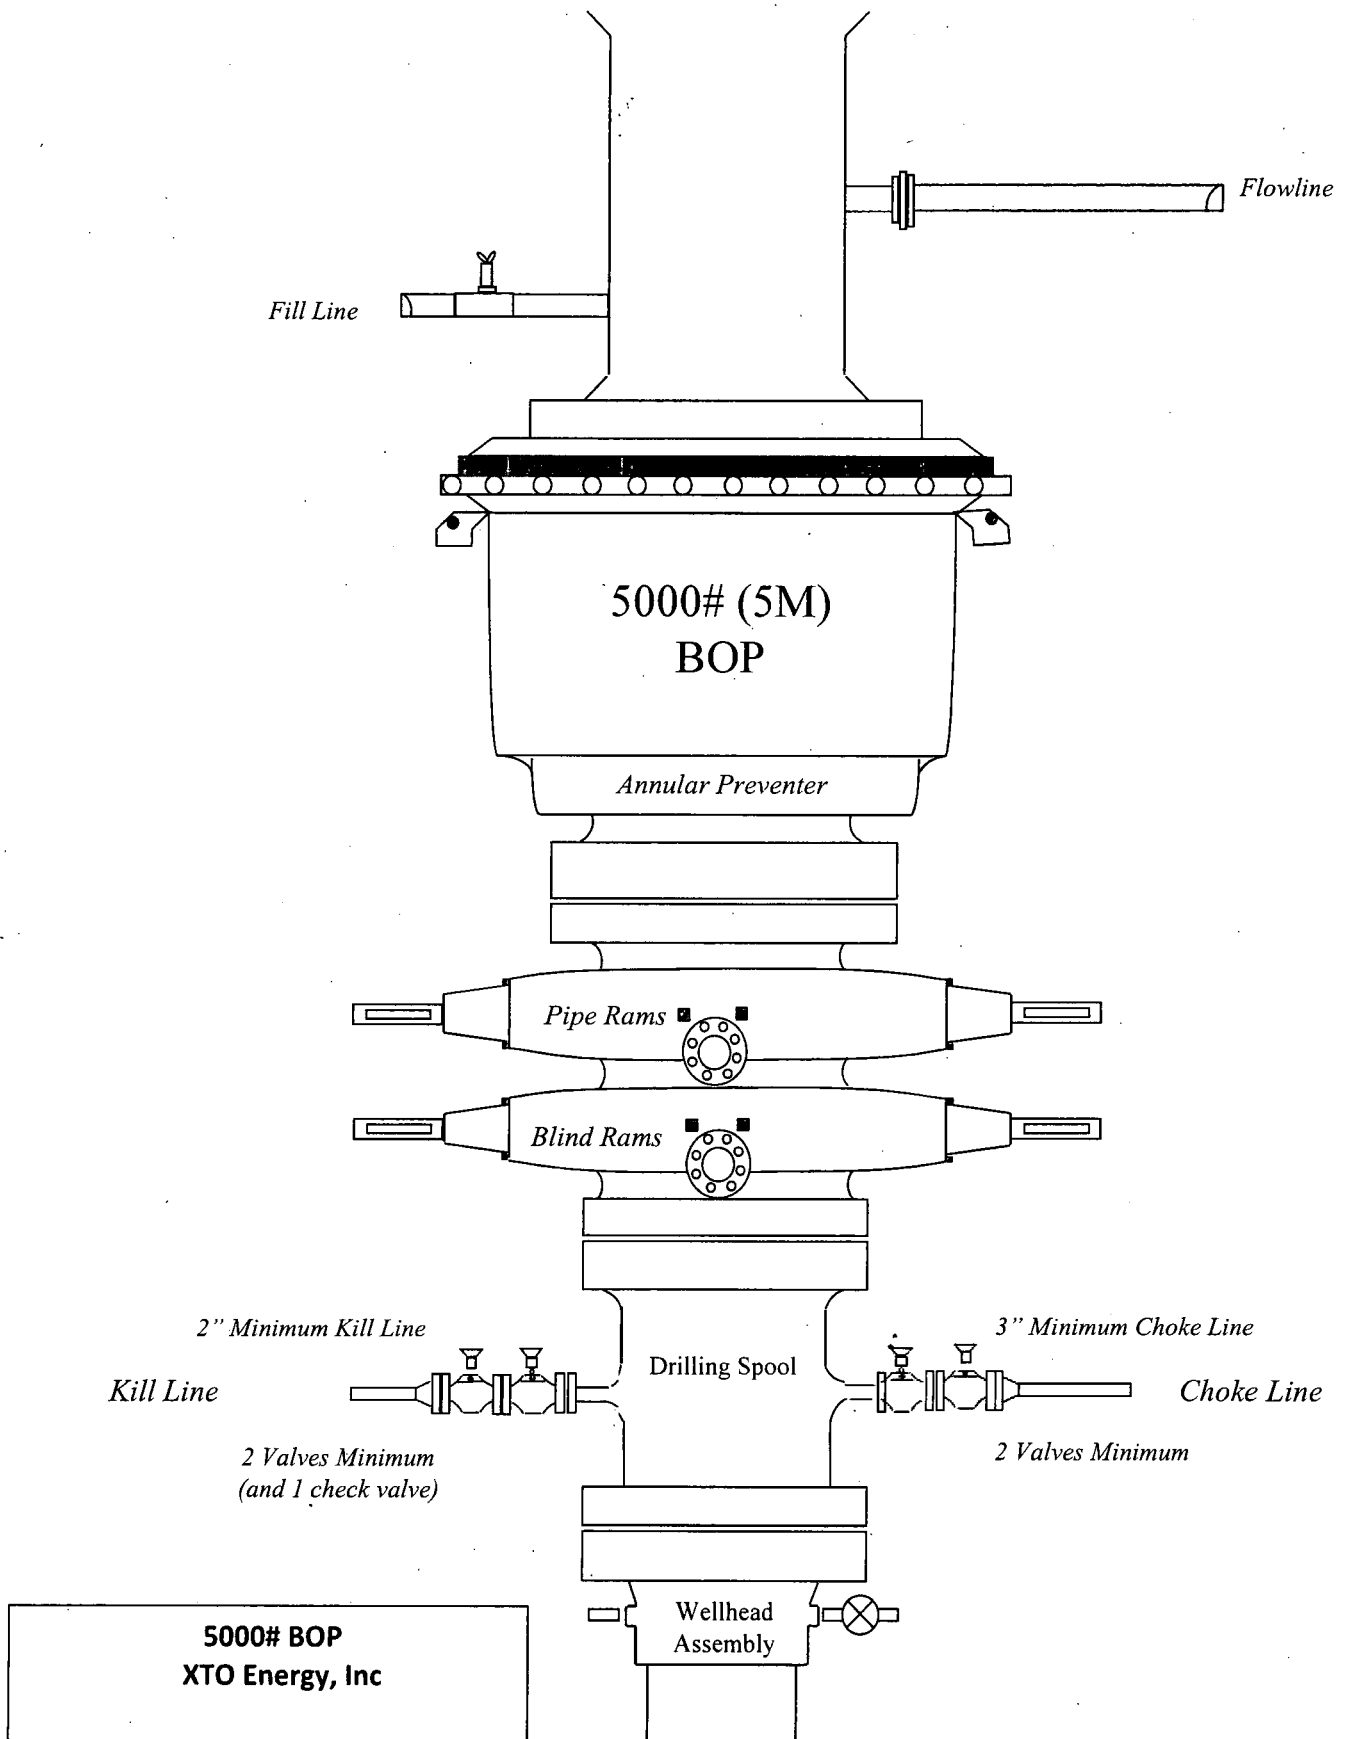 Flowline
Fill Line
5000# (5M)
BOP
Annular Preventer
Pipe Rams
Blind Rams
2” Minimum Kill Line
3” Minimum Choke Line
Drilling Spool
Kill Line
Choke Line
2 Valves Minimum
(and 1 check valve)
2 Valves Minimum
Wellhead
Assembly
5000# BOP
XTO Energy, Inc